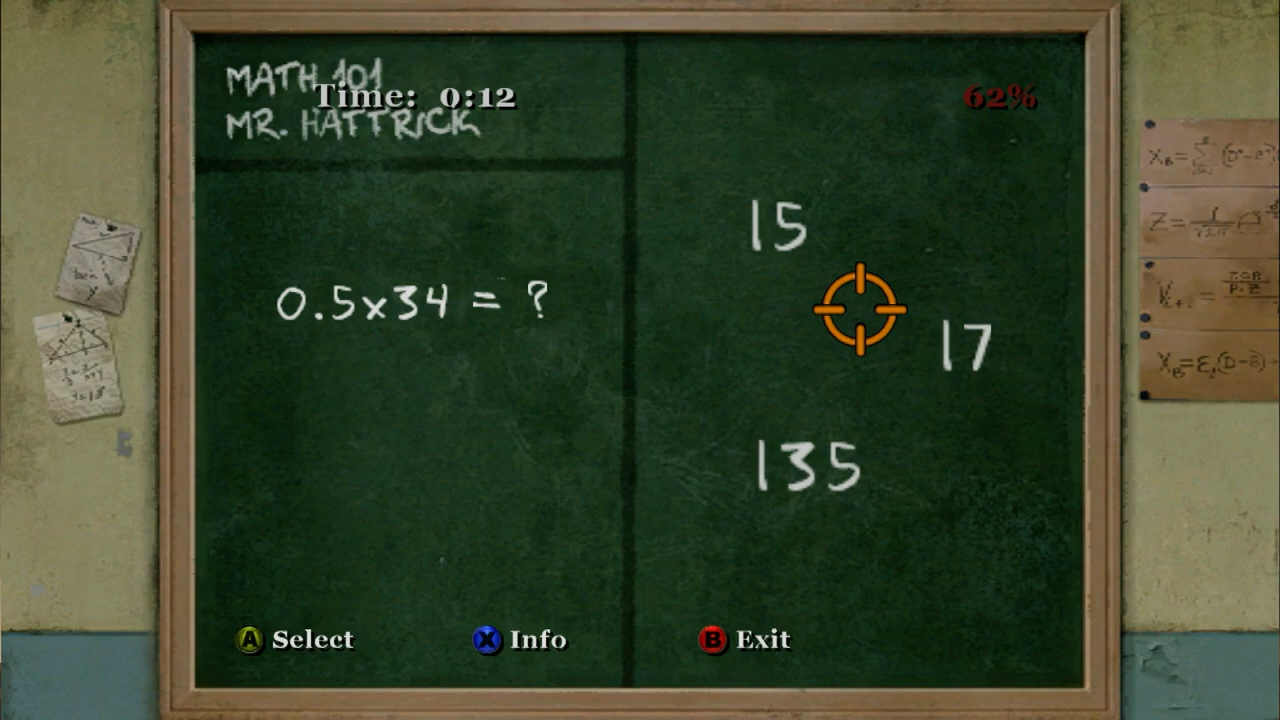 MATH 101
Time: 0:12
62%
MR. HATTRICK
15
0.5x34 = ?
17
135
A Select
X Info
B Exit